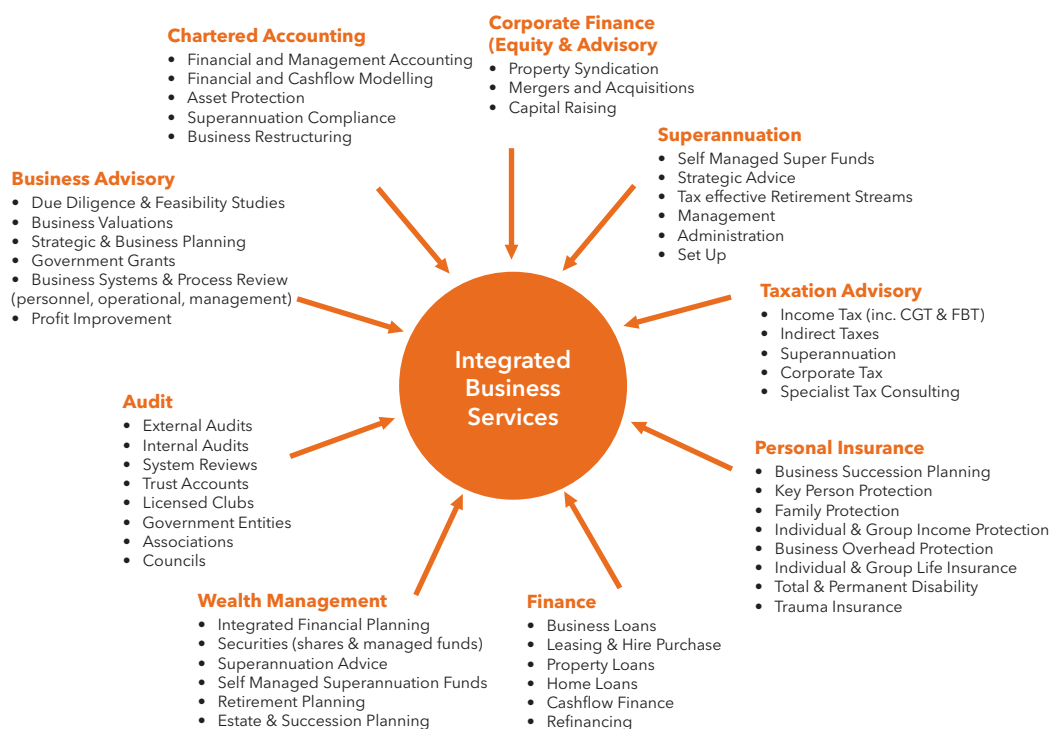 Chartered Accounting
• Financial and Management Accounting
• Financial and Cashflow Modelling
• Asset Protection
• Superannuation Compliance
• Business Restructuring
Corporate Finance
(Equity & Advisory
• Property Syndication
• Mergers and Acquisitions
• Capital Raising
Superannuation
• Self Managed Super Funds
• Strategic Advice
• Tax effective Retirement Streams
• Management
• Administration
• Set Up
Business Advisory
• Due Diligence & Feasibility Studies
• Business Valuations
• Strategic & Business Planning
• Government Grants
• Business Systems & Process Review
(personnel, operational, management)
• Profit Improvement
Taxation Advisory
• Income Tax (inc. CGT & FBT)
• Indirect Taxes
• Superannuation
• Corporate Tax
• Specialist Tax Consulting
Integrated
Business
Services
Audit
• External Audits
• Internal Audits
• System Reviews
• Trust Accounts
• Licensed Clubs
• Government Entities
• Associations
• Councils
Personal Insurance
• Business Succession Planning
• Key Person Protection
• Family Protection
• Individual & Group Income Protection
• Business Overhead Protection
• Individual & Group Life Insurance
• Total & Permanent Disability
• Trauma Insurance
Wealth Management
• Integrated Financial Planning
• Securities (shares & managed funds)
• Superannuation Advice
• Self Managed Superannuation Funds
• Retirement Planning
• Estate & Succession Planning
Finance
• Business Loans
• Leasing & Hire Purchase
• Property Loans
• Home Loans
• Cashflow Finance
• Refinancing